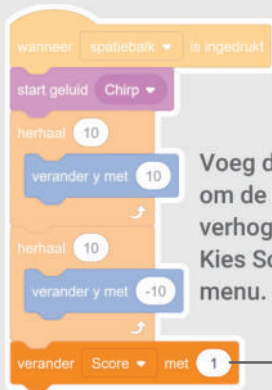 wanneer spatiebalk is ingedrukt
start geluid Chirp
herhaal 10
verander y met 10
herhaal 10
verander y met -10
verander Score met 1
Voeg d
om de
verhog
Kies Sc
menu.